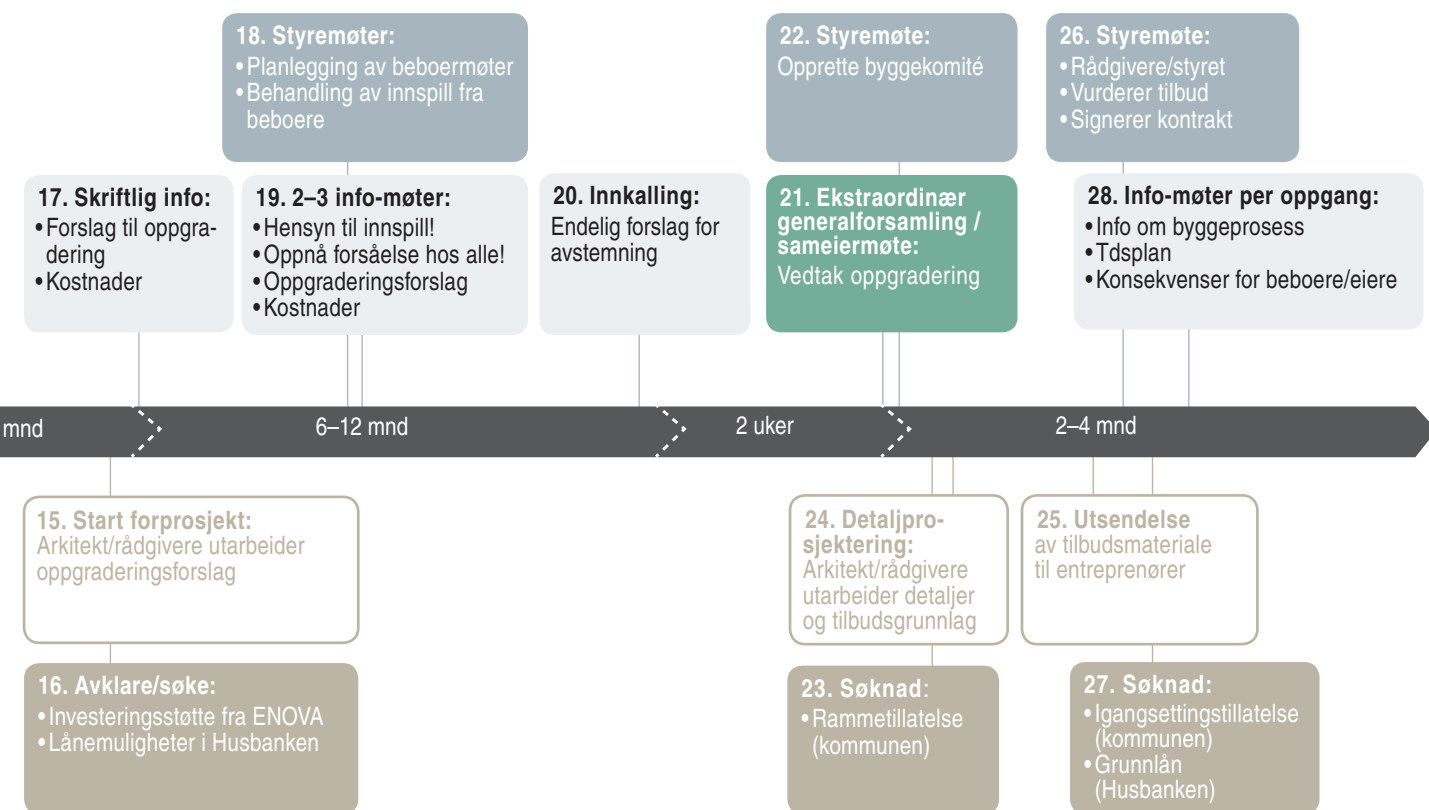 18. Styremøter:
• Planlegging av beboermøter
• Behandling av innspill fra
beboere
22. Styremøte:
Opprette byggekomité
26. Styremøte:
• Rådgivere/styret
• Vurderer tilbud
• Signerer kontrakt
17. Skriftlig info:
• Forslag til oppgra-
dering
• Kostnader
19. 2–3 info-møter:
• Hensyn til innspill!
• Oppnå forsåelse hos alle!
• Oppgraderingsforslag
• Kostnader
20. Innkalling:
Endelig forslag for
avstemning
21. Ekstraordinær
generalforsamling /
sameiermøte:
Vedtak oppgradering
28. Info-møter per oppgang:
• Info om byggeprosess
• Tdsplan
• Konsekvenser for beboere/eiere
mnd
6–12 mnd
2 uker
2–4 mnd
15. Start forprosjekt:
Arkitekt/rådgivere utarbeider
oppgraderingsforslag
24. Detaljpro-
sjektering:
Arkitekt/rådgivere
utarbeider detaljer
og tilbudsgrunnlag
25. Utsendelse
av tilbudsmateriale
til entreprenører
16. Avklare/søke:
• Investeringsstøtte fra ENOVA
• Lånemuligheter i Husbanken
23. Søknad:
• Rammetillatelse
(kommunen)
27. Søknad:
• Igangsettingstillatelse
(kommunen)
• Grunnlån
(Husbanken)